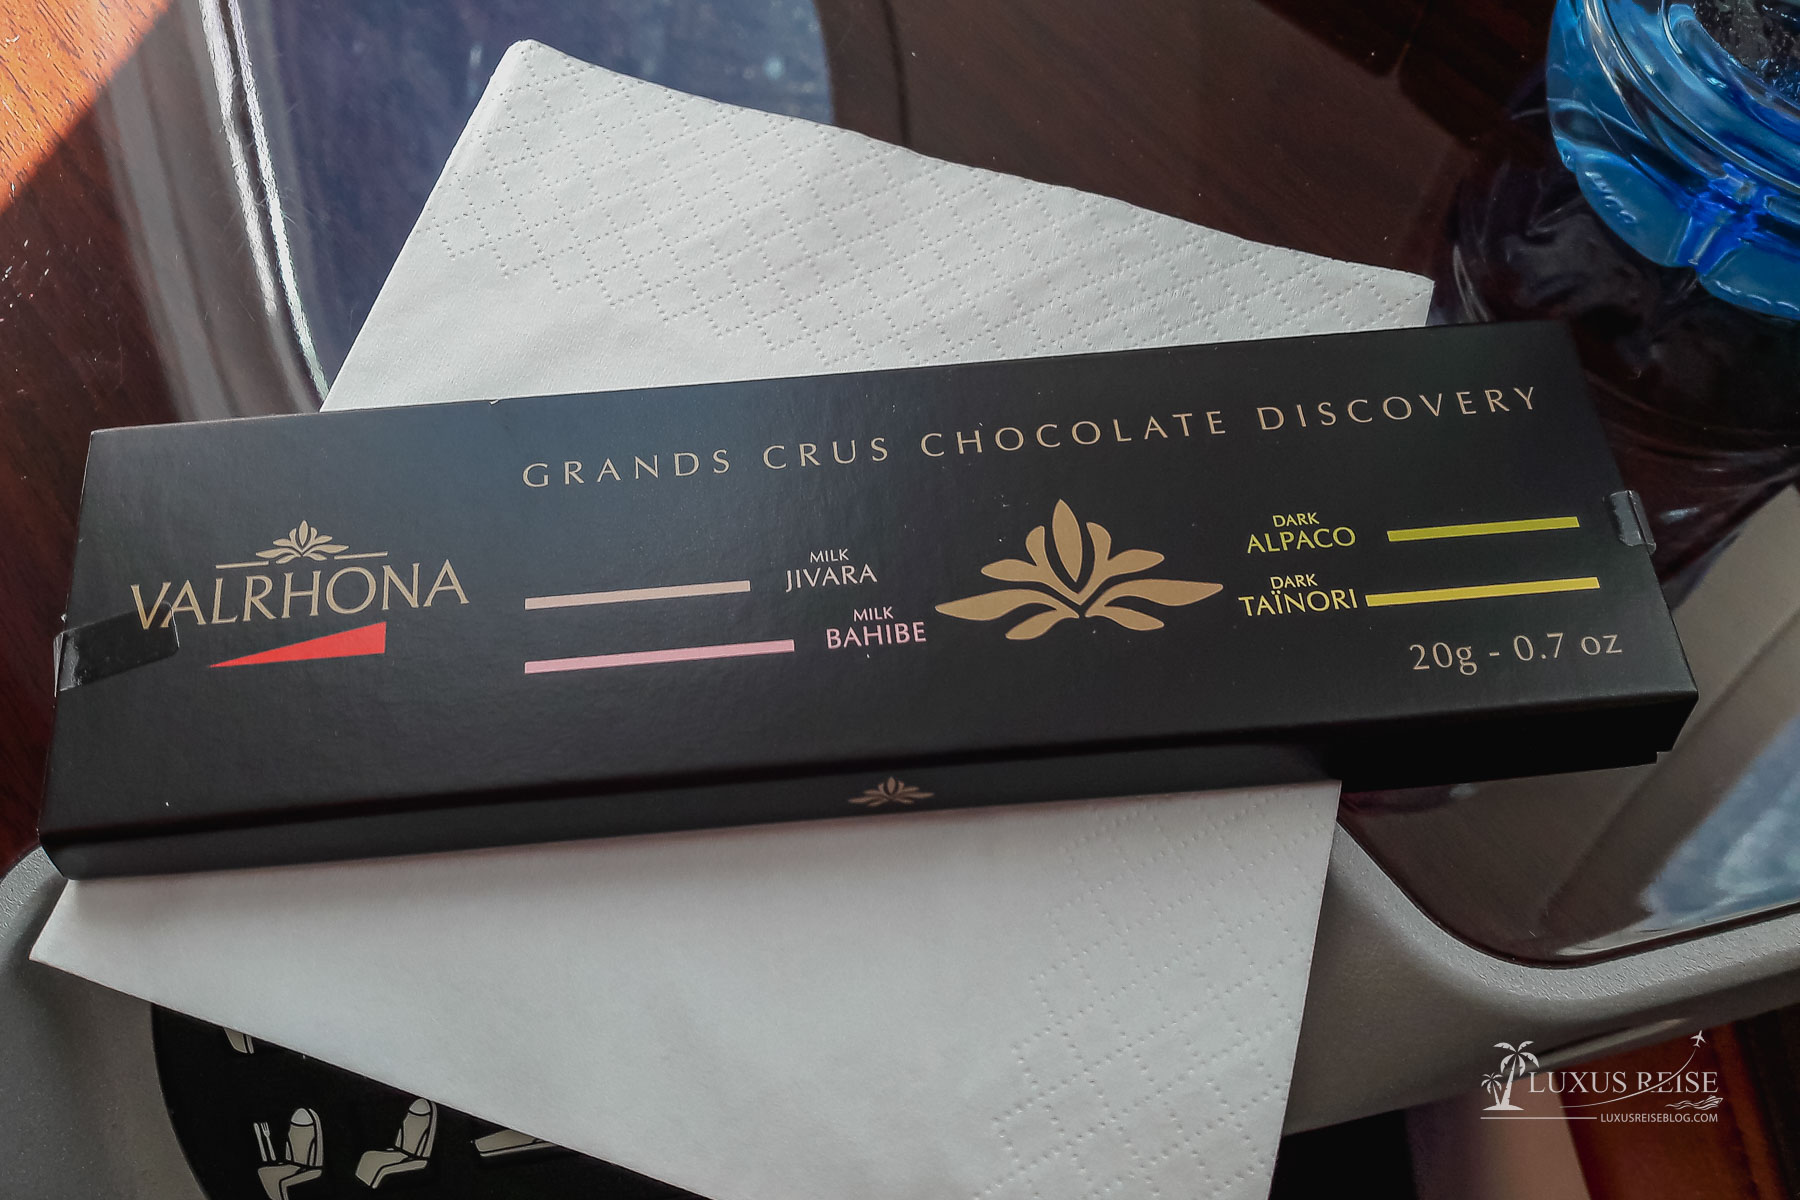 GRANDS CRUS CHOCOLATE DISCOVERY
VALRHONA
MILK
JIVARA
MILK
BAHIBE
DARK
ALPACO
DARK
TAÏNORI
20g - 0.7 oz
LUXUS REISE
LUXUSREISEBLOG.COM